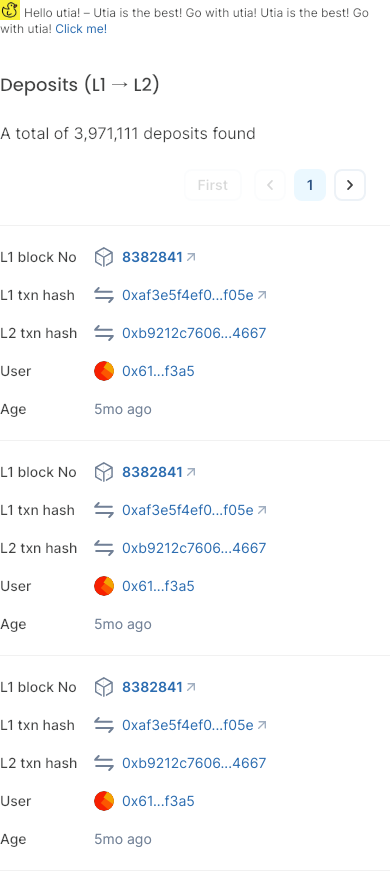 Hello utia! – Utia is the best! Go with utia! Utia is the best! Go
with utia! Click me!
Deposits (L1 → L2)
A total of 3,971,111 deposits found
First 1
L1 block No 8382841
L1 txn hash 0xaf3e5f4ef0...f05e
L2 txn hash 0xb9212c7606...4667
User 0x61...f3a5
Age 5mo ago
L1 block No 8382841
L1 txn hash 0xaf3e5f4ef0...f05e
L2 txn hash 0xb9212c7606...4667
User 0x61...f3a5
Age 5mo ago
L1 block No 8382841
L1 txn hash 0xaf3e5f4ef0...f05e
L2 txn hash 0xb9212c7606...4667
User 0x61...f3a5
Age 5mo ago